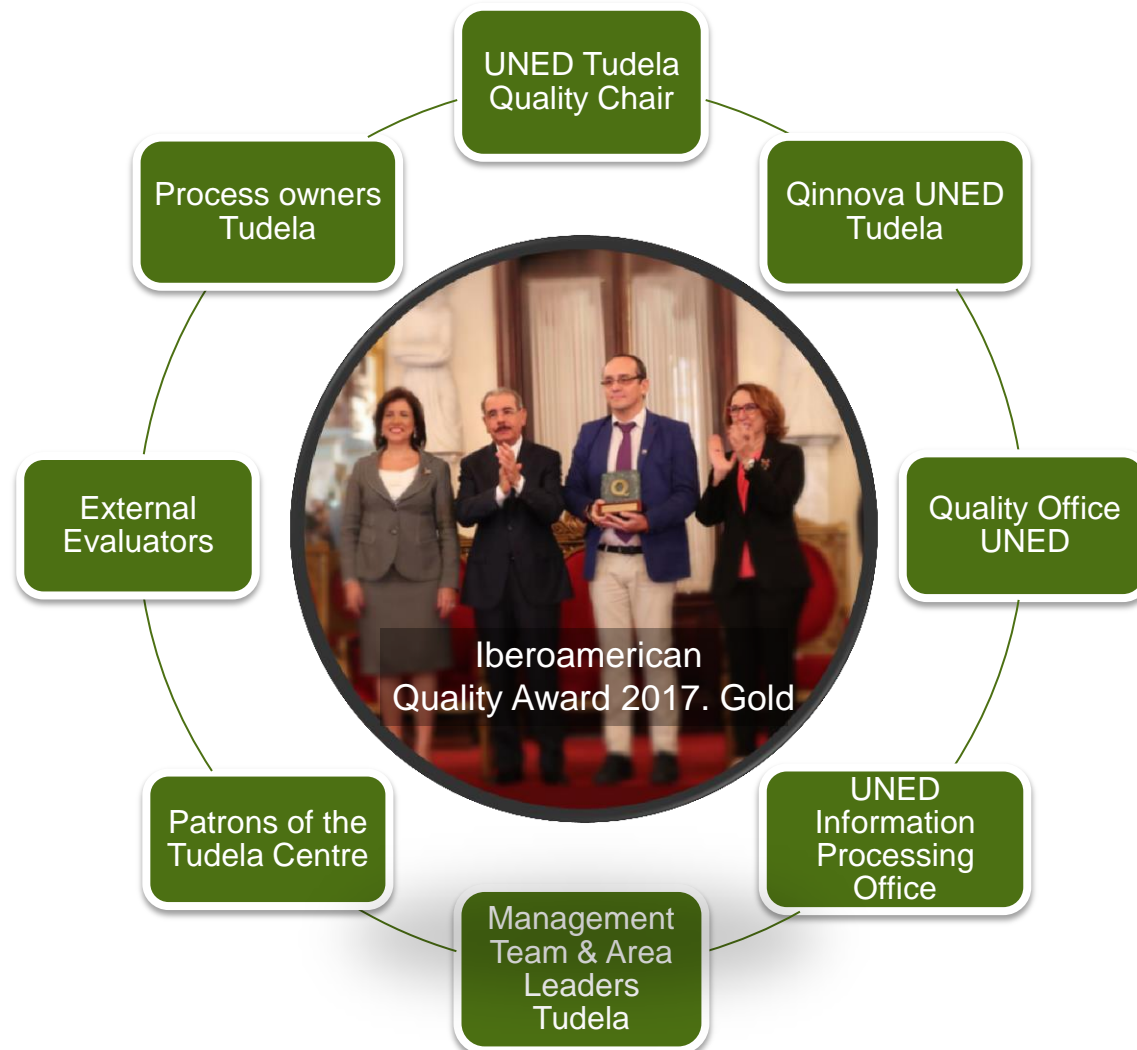 UNED Tudela
Quality Chair
Process owners
Tudela
Qinnova UNED
Tudela
External
Evaluators
Quality Office
UNED
Q
Iberoamerican
Quality Award 2017. Gold
Patrons of the
Tudela Centre
UNED
Information
Processing
Office
Management
Team & Area
Leaders
Tudela